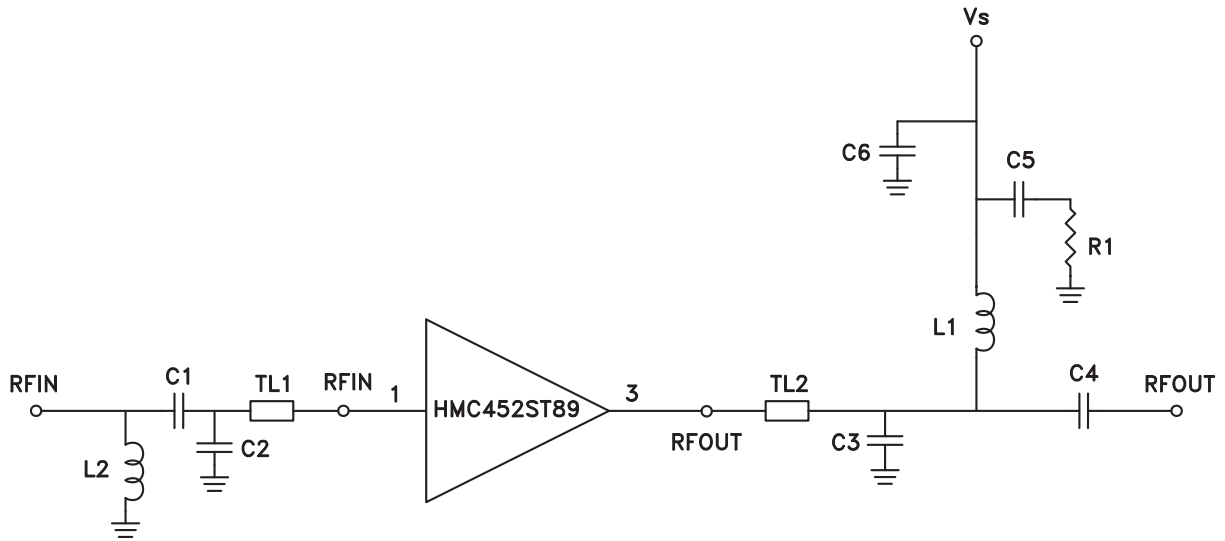 Vs
C6
C5
R1
L1
RFIN
C1
TL1
RFIN
1
HMC452ST89
3
RFOUT
TL2
C4
RFOUT
L2
C2
C3